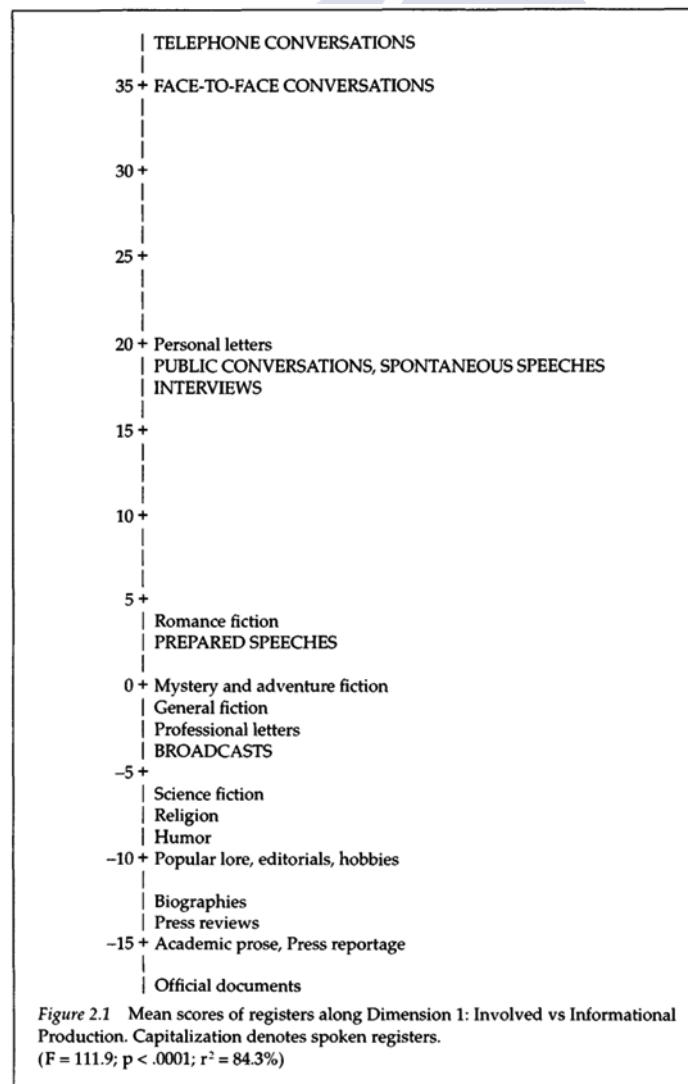 TELEPHONE CONVERSATIONS
35 + FACE-TO-FACE CONVERSATIONS
30 +
25 +
20 + Personal letters
PUBLIC CONVERSATIONS, SPONTANEOUS SPEECHES
INTERVIEWS
15 +
10 +
5 +
Romance fiction
PREPARED SPEECHES
0 + Mystery and adventure fiction
General fiction
Professional letters
BROADCASTS
–5 +
Science fiction
Religion
Humor
–10 + Popular lore, editorials, hobbies
Biographies
Press reviews
–15 + Academic prose, Press reportage
Official documents
Figure 2.1 Mean scores of registers along Dimension 1: Involved vs Informational
Production. Capitalization denotes spoken registers.
(F = 111.9; p < .0001; r² = 84.3%)